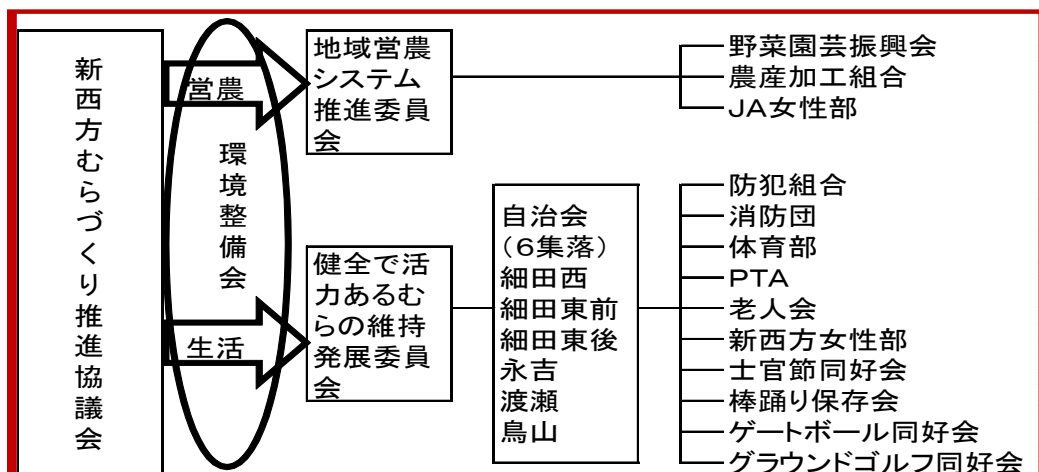 新西方むらづくり推進協議会
営農
環境整備会
生活
地域営農
システム
推進委員
会
健全で活
力あるむ
らの維持
発展委員
会
自治会
(6集落)
細田西
細田東前
細田東後
永吉
渡瀬
鳥山
野菜園芸振興会
農産加工組合
JA女性部
防犯組合
消防団
体育部
PTA
老人会
新西方女性部
士官節同好会
棒踊り保存会
ゲートボール同好会
グラウンドゴルフ同好会